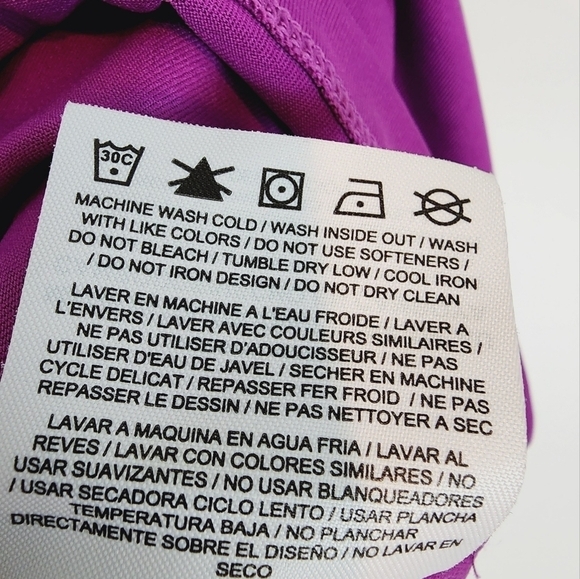 30C
MACHINE WASH COLD / WASH INSIDE OUT / WASH
WITH LIKE COLORS / DO NOT USE SOFTENERS /
DO NOT BLEACH / TUMBLE DRY LOW / COOL IRON
/ DO NOT IRON DESIGN / DO NOT DRY CLEAN
LAVER EN MACHINE A L'EAU FROIDE / LAVER A
L'ENVERS / LAVER AVEC COULEURS SIMILAIRES /
NE PAS UTILISER D'ADOUCISSEUR / NE PAS
UTILISER D'EAU DE JAVEL / SECHER EN MACHINE
CYCLE DELICAT / REPASSER FER FROID / NE PAS
REPASSER LE DESSIN / NE PAS NETTOYER A SEC
LAVAR A MAQUINA EN AGUA FRIA / LAVAR AL
REVES / LAVAR CON COLORES SIMILARES / NO
USAR SUAVIZANTES / NO USAR BLANQUEADORES
/ USAR SECADORA CICLO LENTO / USAR PLANCHA
TEMPERATURA BAJA / NO PLANCHAR
DIRECTAMENTE SOBRE EL DISEÑO / NO LAVAR EN
SECO